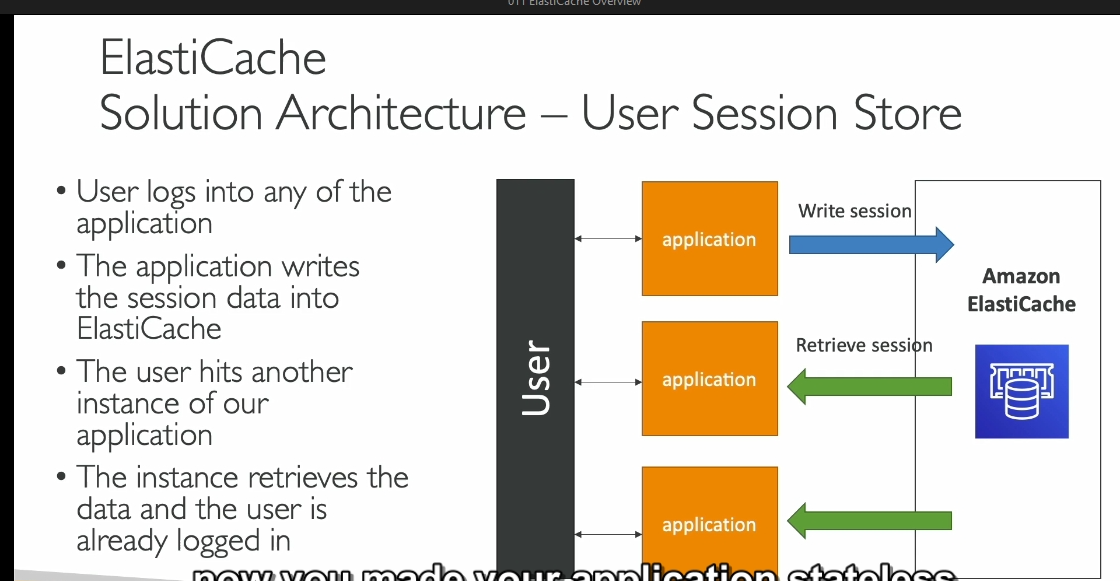 011 ElastiCache Overview
ElastiCache
Solution Architecture – User Session Store
• User logs into any of the
application
• The application writes
the session data into
ElastiCache
• The user hits another
instance of our
application
• The instance retrieves the
data and the user is
already logged in
User
application
application
application
Write session
Retrieve session
Amazon
ElastiCache
now you made your application stateless